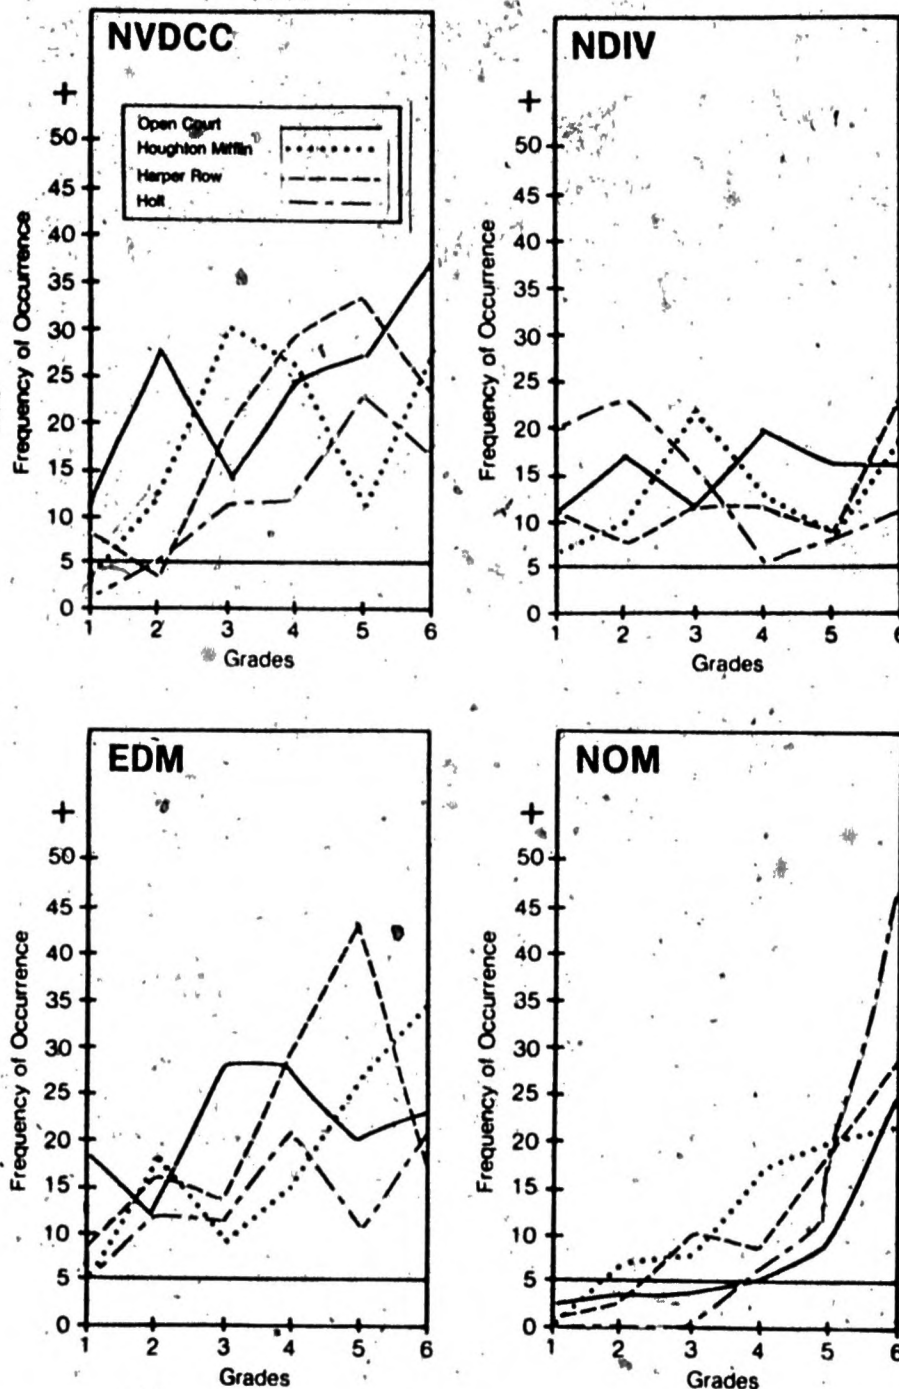 NVDCC
+
50
45
40
35
30
25
20
15
10
5
0
Frequency of Occurrence
Open Court
Houghton Mifflin
Harper Row
Holt
1 2 3 4 5 6
Grades
NDIV
+
50
45
40
35
30
25
20
15
10
5
0
Frequency of Occurrence
1 2 3 4 5 6
Grades
EDM
+
50
45
40
35
30
25
20
15
10
5
0
Frequency of Occurrence
1 2 3 4 5 6
Grades
NOM
+
50
45
40
35
30
25
20
15
10
5
0
Frequency of Occurrence
1 2 3 4 5 6
Grades